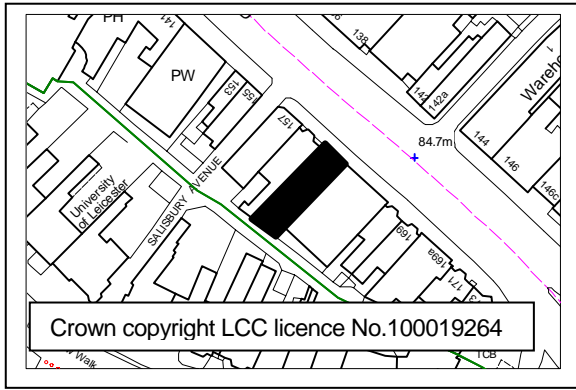 PH
141
PW
153
155
157
138
142
142a
Wareho
144
146
146c
84.7m
University
of Leicester
SALISBURY AVENUE
169
169a
171
Crown copyright LCC licence No.100019264
Walk
TCB